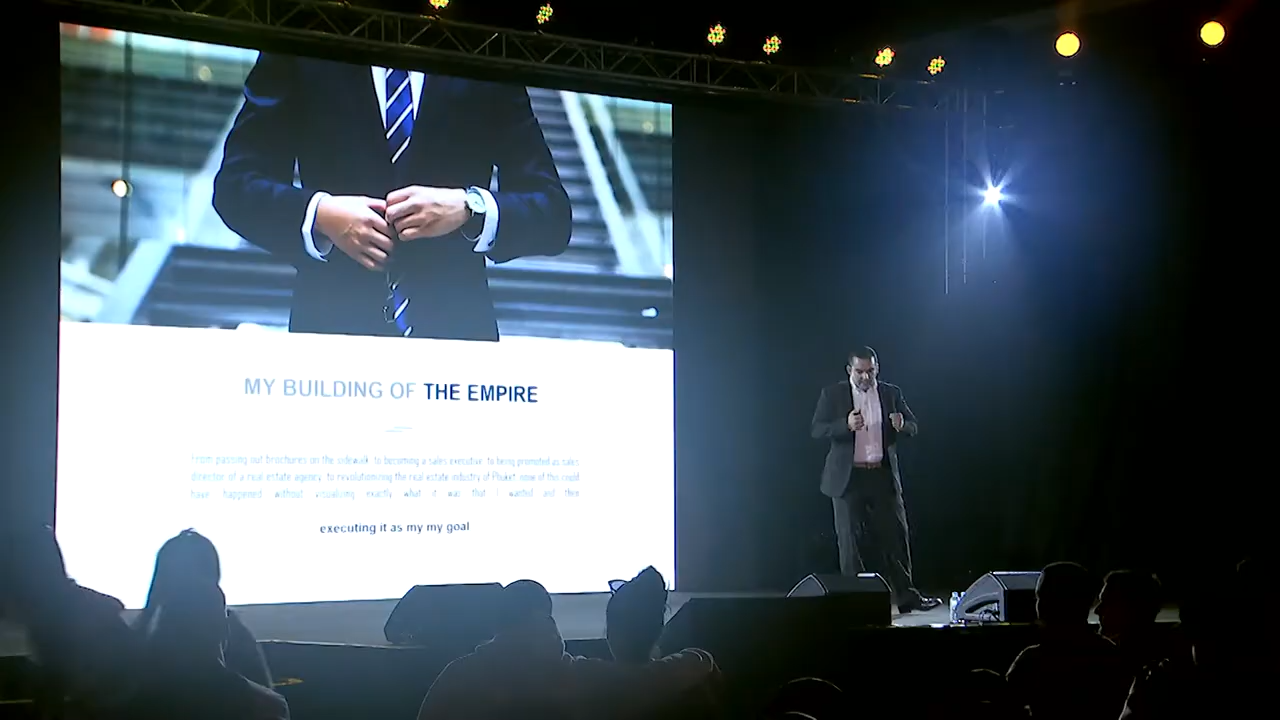 MY BUILDING OF THE EMPIRE
From passing out brochures on the sidewalk, to becoming a sales executive, to being promoted as sales
director of a real estate agency, to revolutionizing the real estate industry of Phuket, none of this could
have happened without visualising exactly what it was that I wanted and then
executing it as my my goal